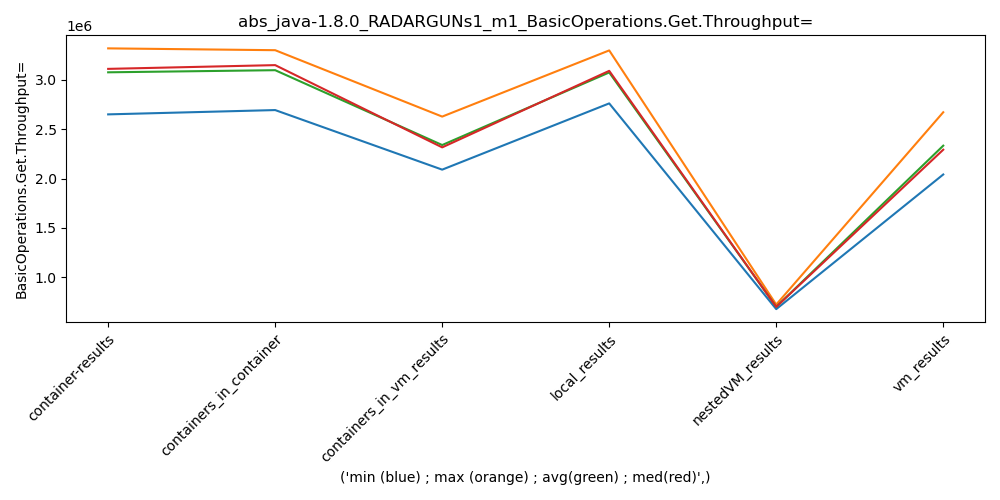 abs_java-1.8.0_RADARGUNs1_m1_BasicOperations.Get.Throughput=
1e6
BasicOperations.Get.Throughput=
3.0
2.5
2.0
1.5
1.0
container-results
containers_in_container
containers_in_vm_results
local_results
nestedVM_results
vm_results
('min (blue) ; max (orange) ; avg(green) ; med(red)',)